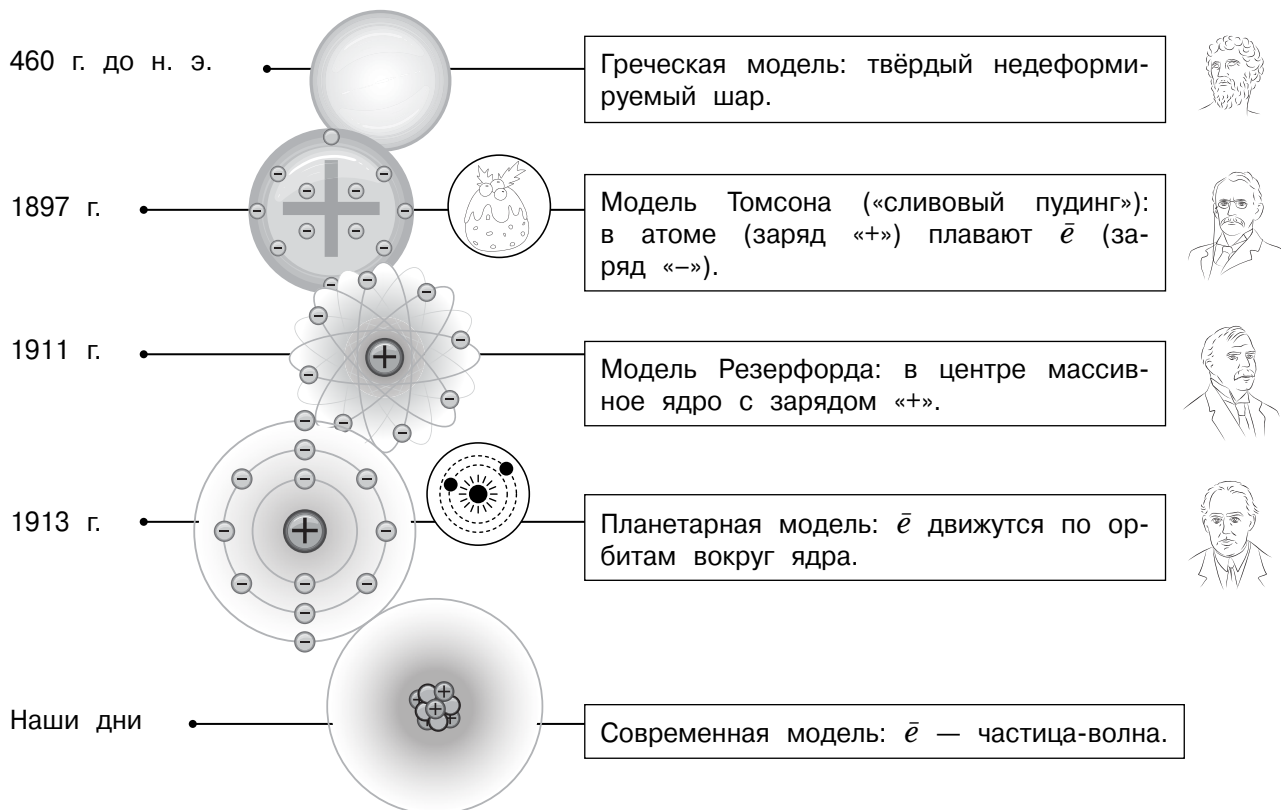 460 г. до н. э.
Греческая модель: твёрдый недеформи-
руемый шар.
1897 г.
Модель Томсона («сливовый пудинг»):
в атоме (заряд «+») плавают ē (за-
ряд «–»).
1911 г.
Модель Резерфорда: в центре массив-
ное ядро с зарядом «+».
1913 г.
Планетарная модель: ē движутся по ор-
битам вокруг ядра.
Наши дни
Современная модель: ē — частица-волна.